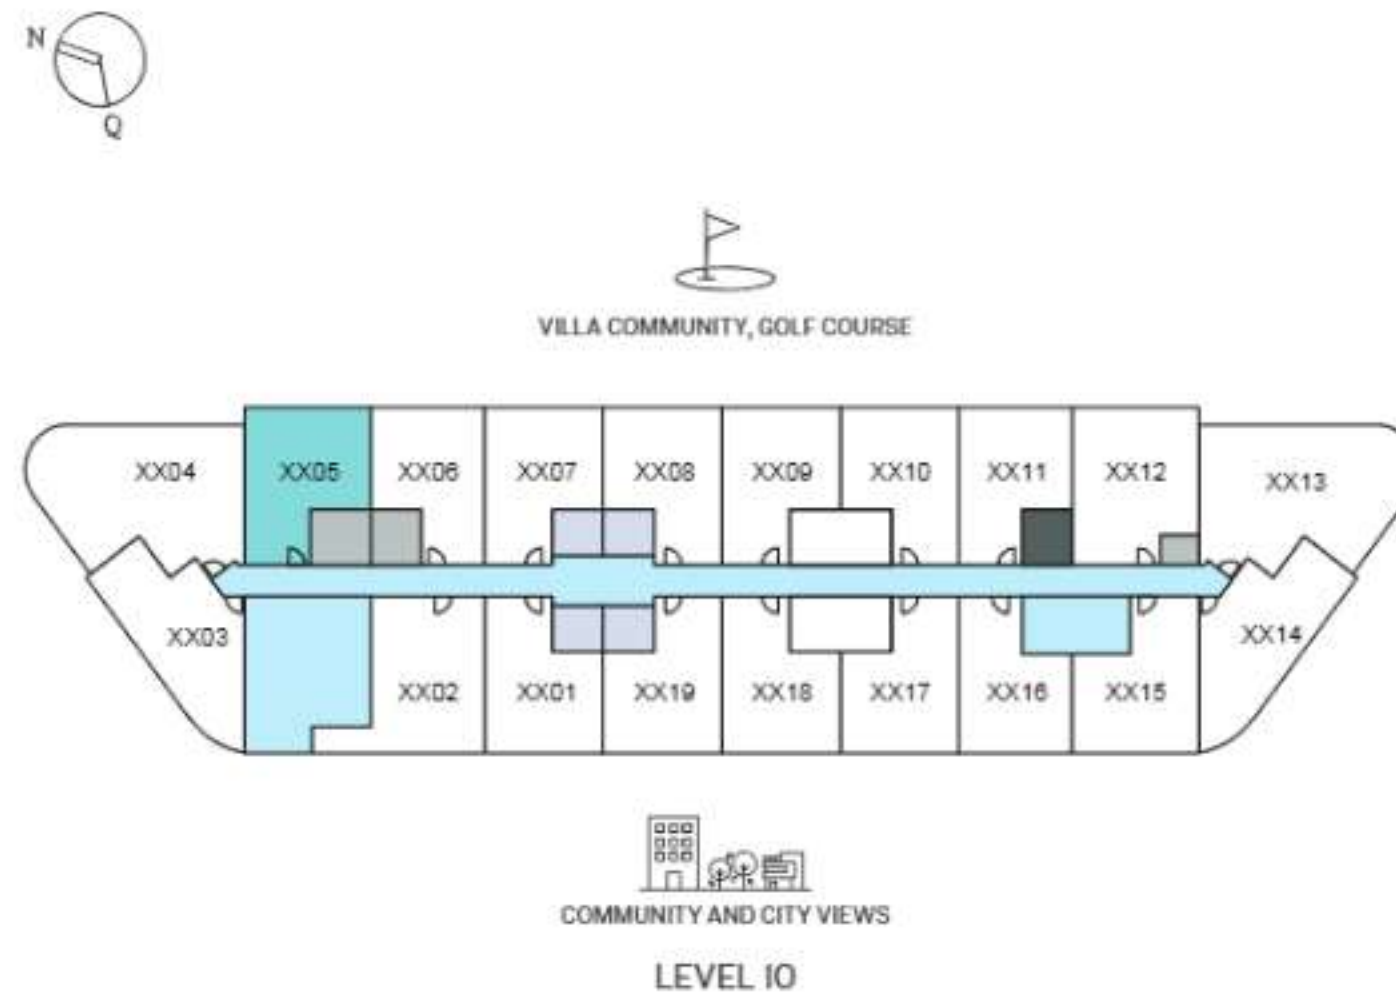 N
Q
VILLA COMMUNITY, GOLF COURSE
XX04 XX05 XX06 XX07 XX08 XX09 XX10 XX11 XX12 XX13
XX03 XX14
XX02 XX01 XX19 XX18 XX17 XX16 XX15
COMMUNITY AND CITY VIEWS
LEVEL 10